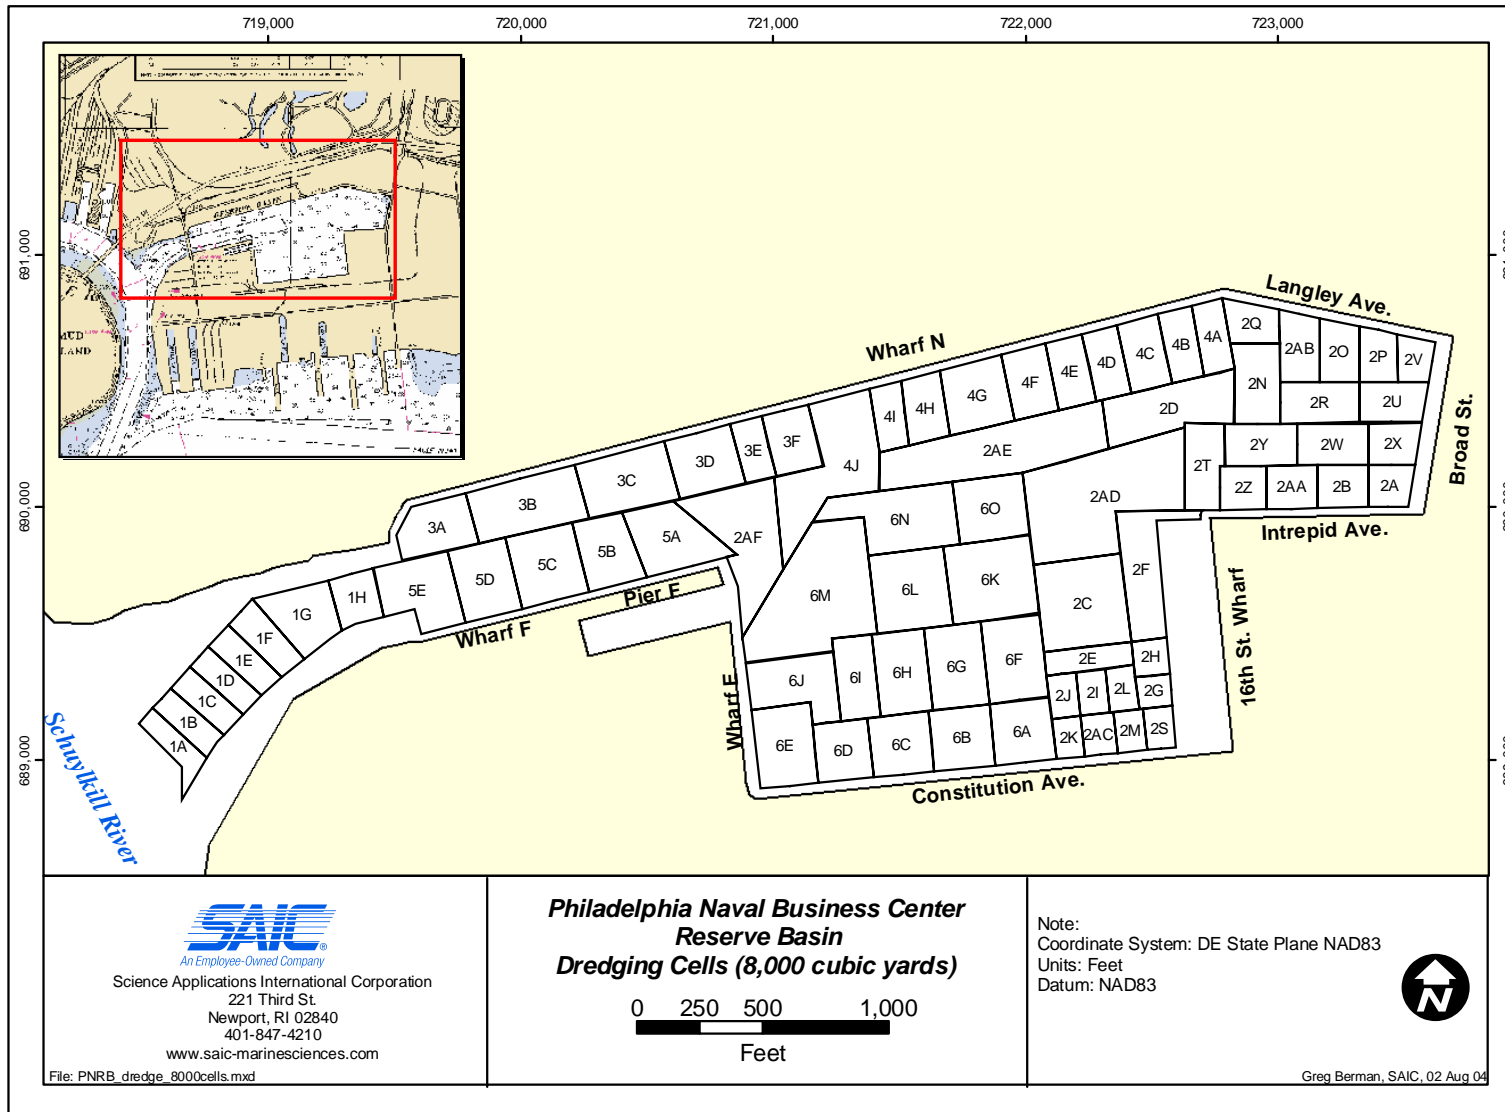 719,000
720,000
721,000
722,000
723,000
691,000
690,000
689,000
MUD
LAND
Langley Ave.
Wharf N
Broad St.
Intrepid Ave.
16th St. Wharf
Constitution Ave.
Wharf E
Pier F
Wharf F
Schuylkill River
2Q
4A
4B
4C
4D
4E
4F
4G
4H
4I
4J
2AB
2O
2P
2V
2N
2R
2U
2D
2AE
2Y
2W
2X
2T
2Z
2AA
2B
2A
3F
3E
3D
3C
3B
3A
2AD
6O
6N
2AF
5A
5B
5C
5D
5E
2F
6K
6L
6M
2C
1H
1G
1F
1E
1D
1C
1B
1A
2E
2H
6F
6G
6H
6I
6J
2J
2I
2L
2G
2K
2AC
2M
2S
6A
6B
6C
6D
6E
SAIC®
An Employee-Owned Company
Science Applications International Corporation
221 Third St.
Newport, RI 02840
401-847-4210
www.saic-marinesciences.com
File: PNRB_dredge_8000cells.mxd
Philadelphia Naval Business Center
Reserve Basin
Dredging Cells (8,000 cubic yards)
0 250 500 1,000
Feet
Note:
Coordinate System: DE State Plane NAD83
Units: Feet
Datum: NAD83
N
Greg Berman, SAIC, 02 Aug 04